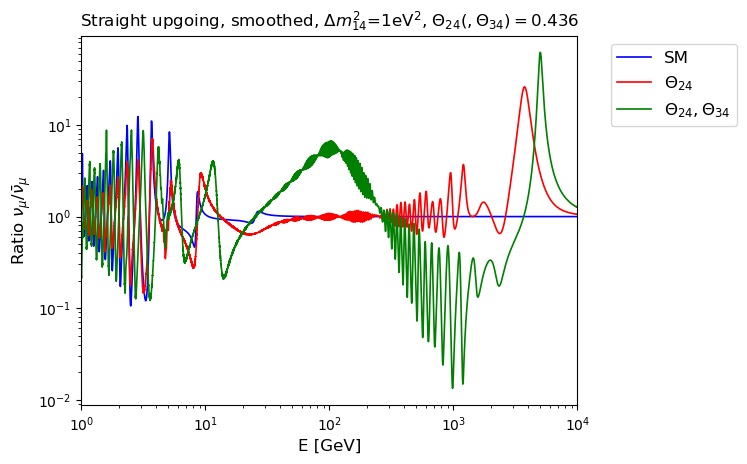 Straight upgoing, smoothed, Δm²₁₄=1eV², Θ₂₄(, Θ₃₄) = 0.436
Ratio ν_μ/ν̄_μ
10¹
10⁰
10⁻¹
10⁻²
10⁰ 10¹ 10² 10³ 10⁴
E [GeV]
SM
Θ₂₄
Θ₂₄, Θ₃₄